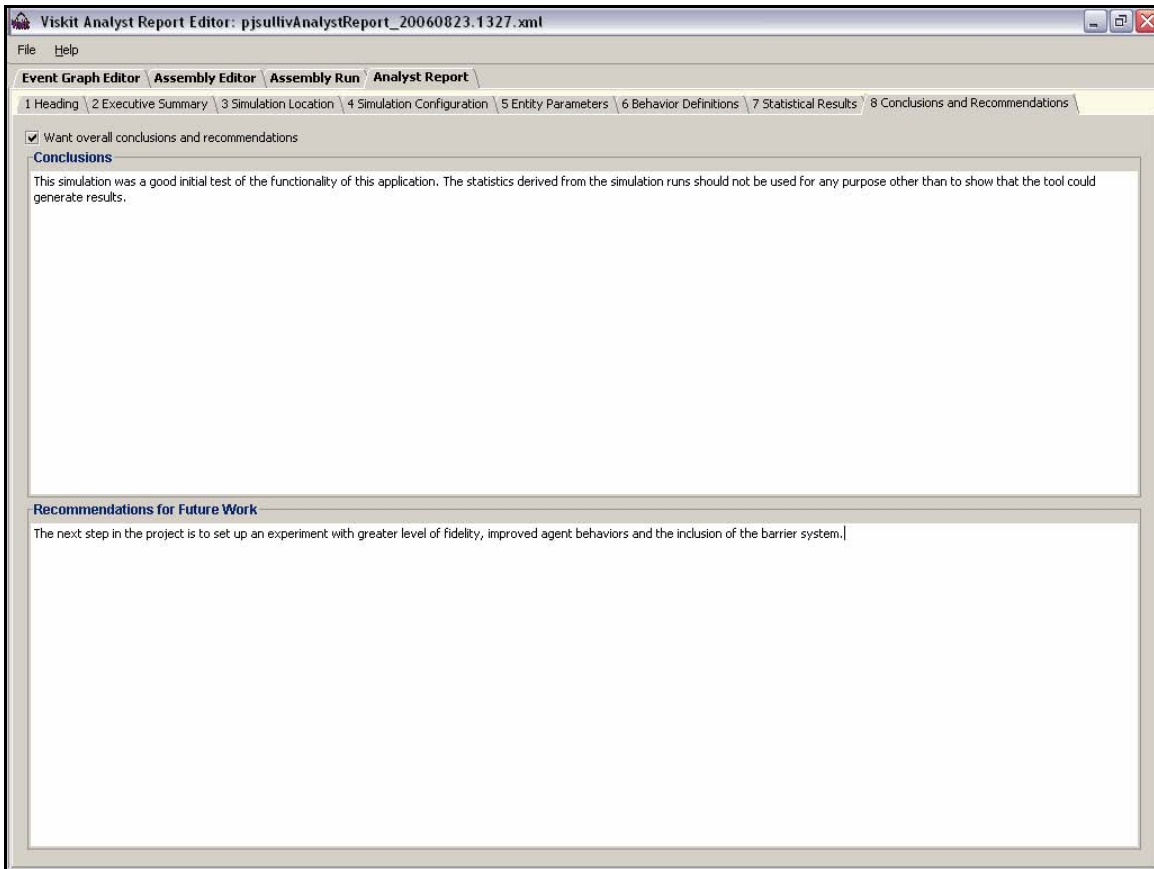 Viskit Analyst Report Editor: pjsullivAnalystReport_20060823.1327.xml
File Help
Event Graph Editor Assembly Editor Assembly Run Analyst Report
1 Heading 2 Executive Summary 3 Simulation Location 4 Simulation Configuration 5 Entity Parameters 6 Behavior Definitions 7 Statistical Results 8 Conclusions and Recommendations
Want overall conclusions and recommendations
Conclusions
This simulation was a good initial test of the functionality of this application. The statistics derived from the simulation runs should not be used for any purpose other than to show that the tool could
generate results.
Recommendations for Future Work
The next step in the project is to set up an experiment with greater level of fidelity, improved agent behaviors and the inclusion of the barrier system.